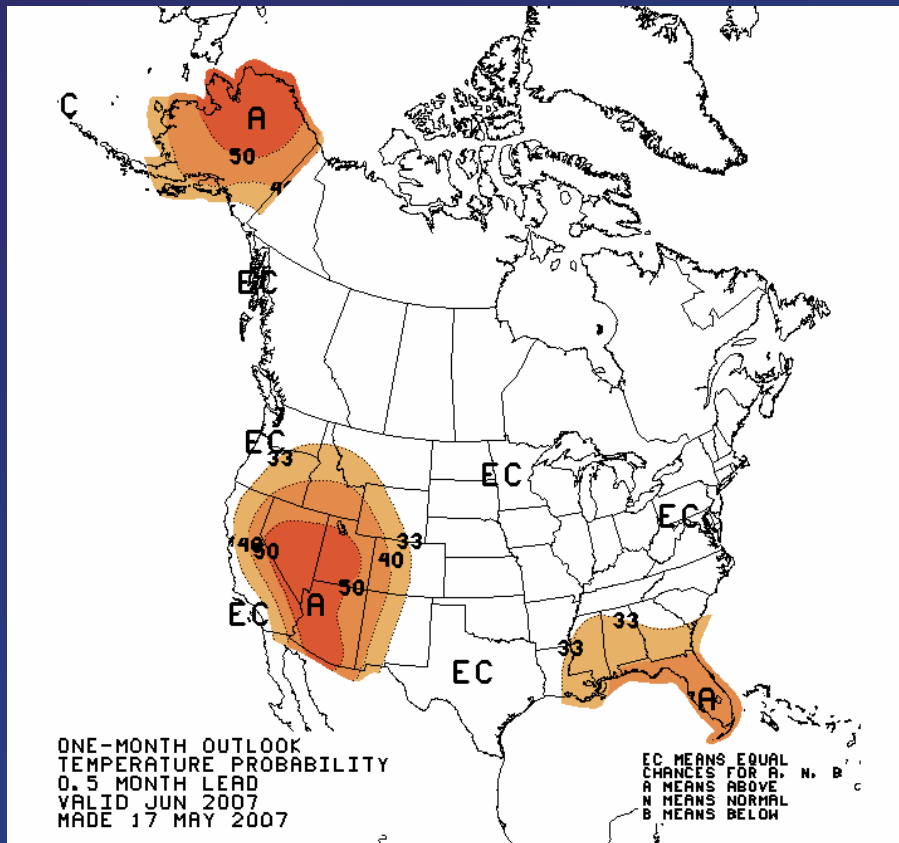 A
C
50
40
EC
EC
33
EC
EC
40
50
33
40
50
A
EC
33
33
EC
A
ONE-MONTH OUTLOOK
TEMPERATURE PROBABILITY
0.5 MONTH LEAD
VALID JUN 2007
MADE 17 MAY 2007
EC MEANS EQUAL
CHANCES FOR A, N, B
A MEANS ABOVE
N MEANS NORMAL
B MEANS BELOW
C